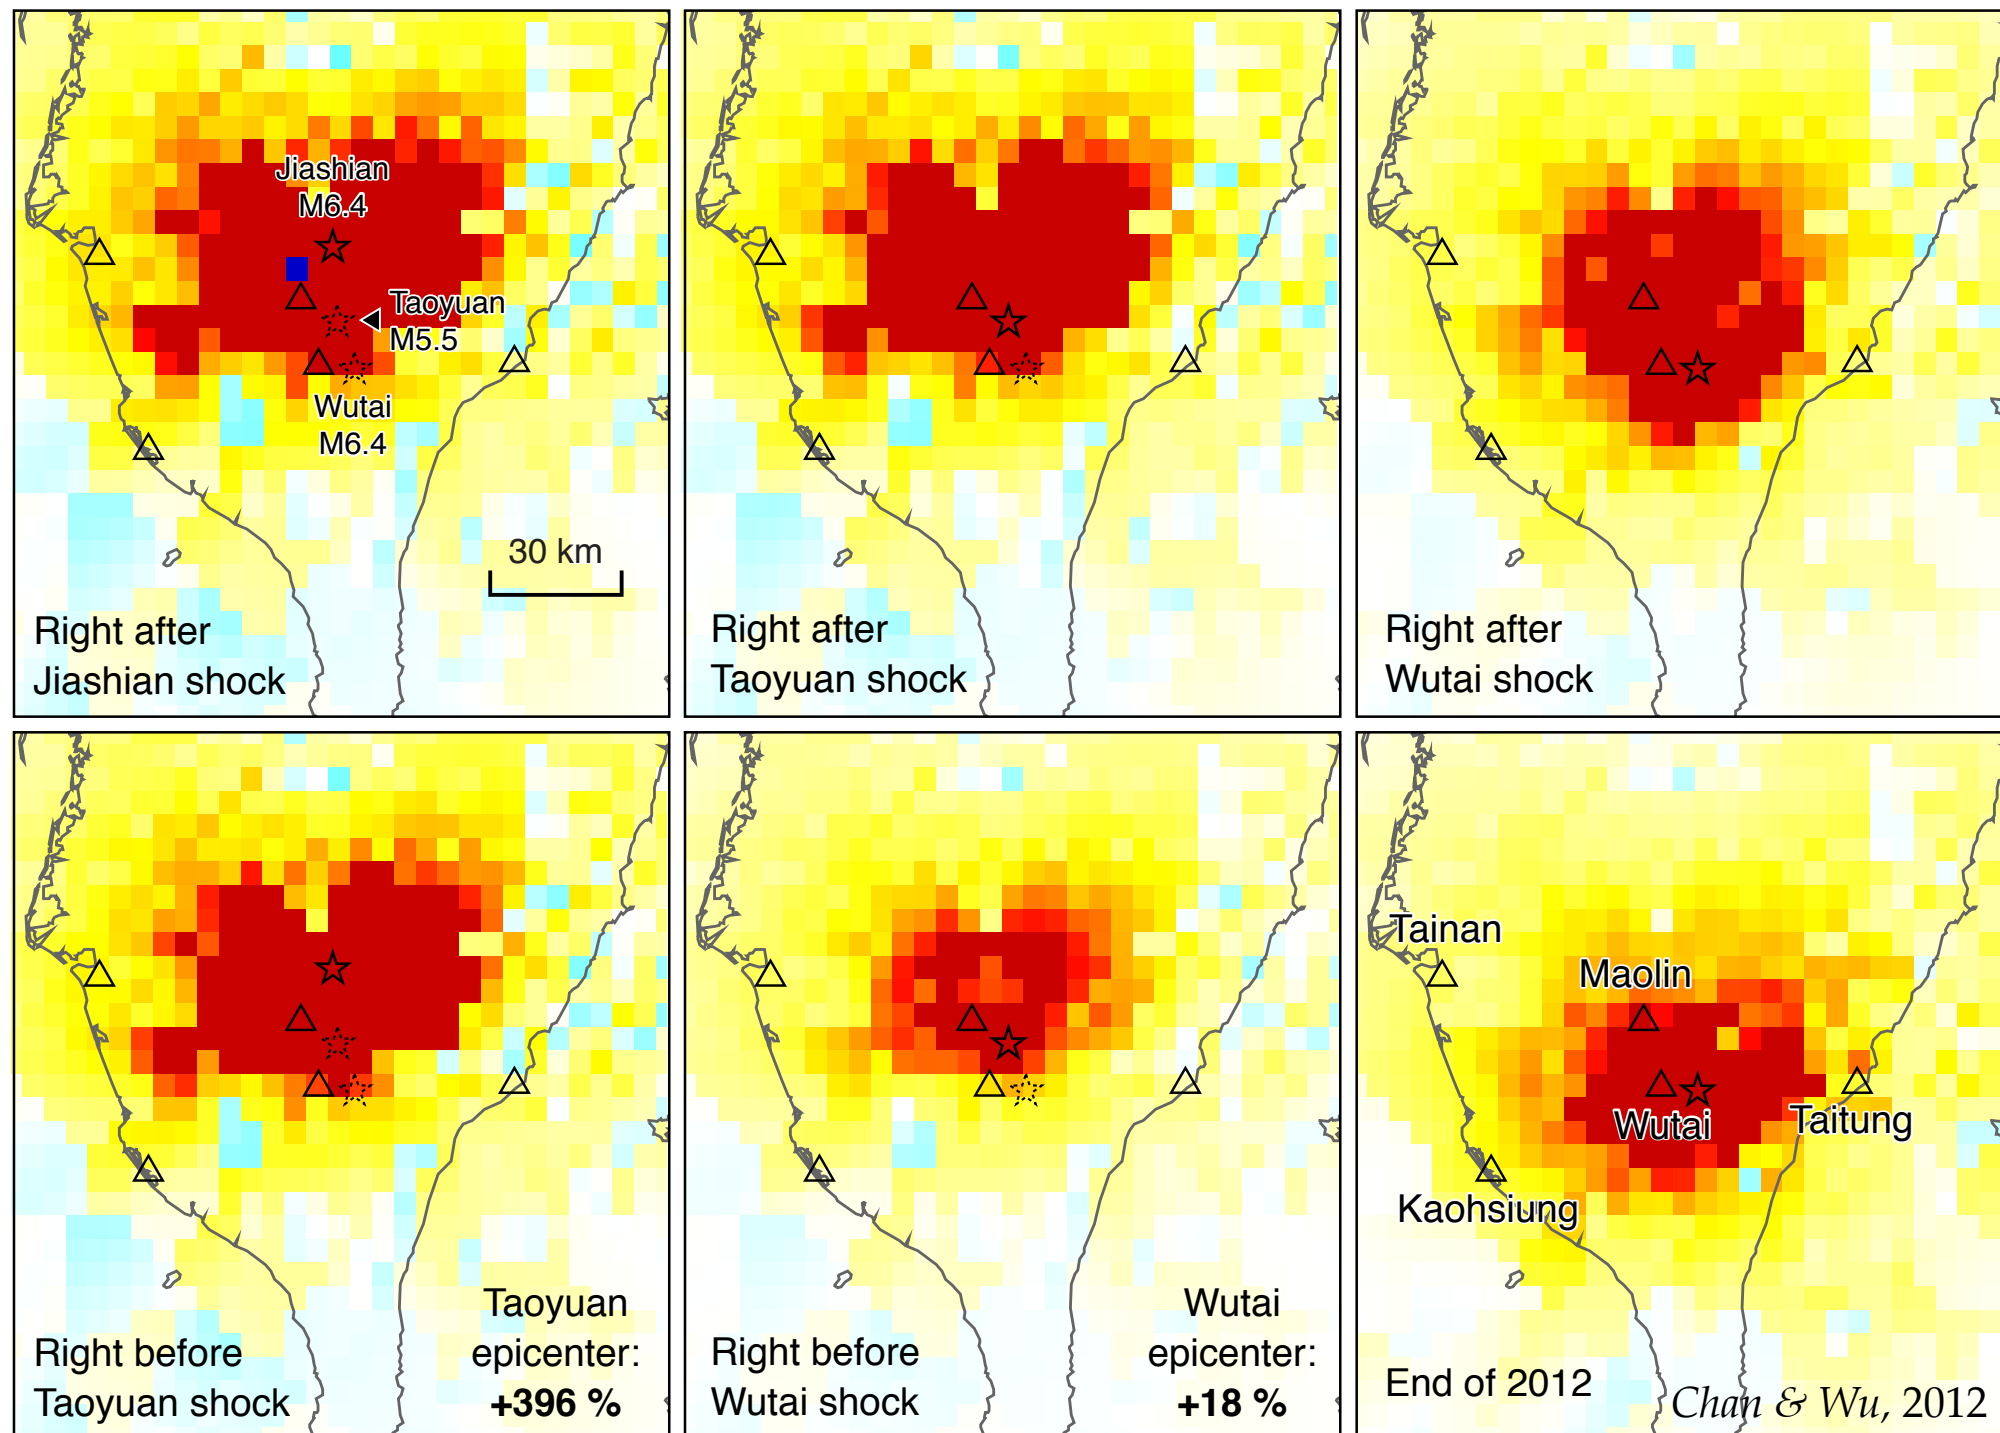 Jiashian
M6.4
Taoyuan
M5.5
Wutai
M6.4
30 km
Right after
Jiashian shock
Right after
Taoyuan shock
Right after
Wutai shock
Taoyuan
epicenter:
+396 %
Right before
Taoyuan shock
Wutai
epicenter:
+18 %
Right before
Wutai shock
Tainan
Maolin
Wutai
Taitung
Kaohsiung
End of 2012
Chan & Wu, 2012